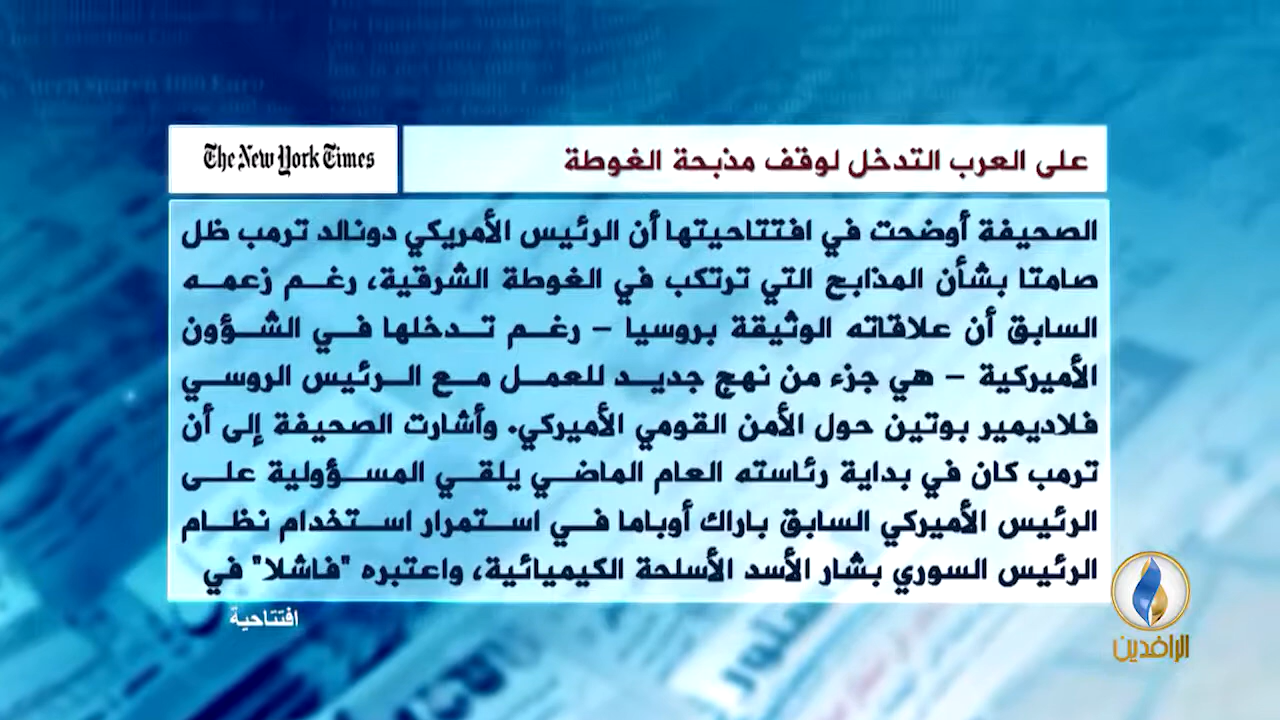 The New York Times
على العرب التدخل لوقف مذبحة الغوطة
الصحيفة أوضحت في افتتاحيتها أن الرئيس الأمريكي دونالد ترمب ظل
صامتا بشأن المذابح التي ترتكب في الغوطة الشرقية، رغم زعمه
السابق أن علاقاته الوثيقة بروسيا – رغم تدخلها في الشؤون
الأميركية – هي جزء من نهج جديد للعمل مع الرئيس الروسي
فلاديمير بوتين حول الأمن القومي الأميركي. وأشارت الصحيفة إلى أن
ترمب كان في بداية رئاسته العام الماضي يلقي المسؤولية على
الرئيس الأميركي السابق باراك أوباما في استمرار استخدام نظام
الرئيس السوري بشار الأسد الأسلحة الكيميائية، واعتبره "فاشلا" في
افتتاحية
الرافدين